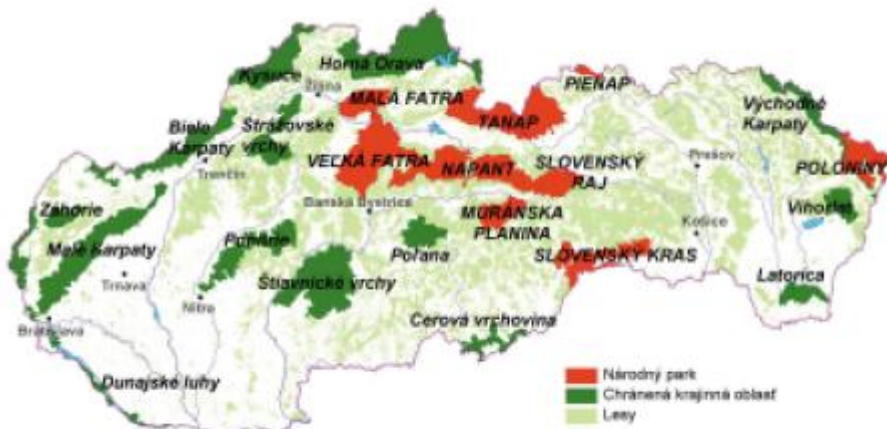 Kysuce
Horná Orava
Žilina
MALÁ FATRA
PIENAP
TANAP
Východné
Karpaty
Biele
Karpaty
Strážovské
vrchy
Trenčín
VEĽKÁ FATRA
NAPANT
SLOVENSKÝ
RAJ
Prešov
POLONINY
Banská Bystrica
MURÁNSKA
PLANINA
Vihorlat
Záhorie
Malé Karpaty
Ponitrie
Poľana
Košice
SLOVENSKÝ KRAS
Štiavnické vrchy
Latorica
Trnava
Nitra
Bratislava
Cerová vrchovina
Dunajské luhy
Národný park
Chránená krajinná oblasť
Lesy